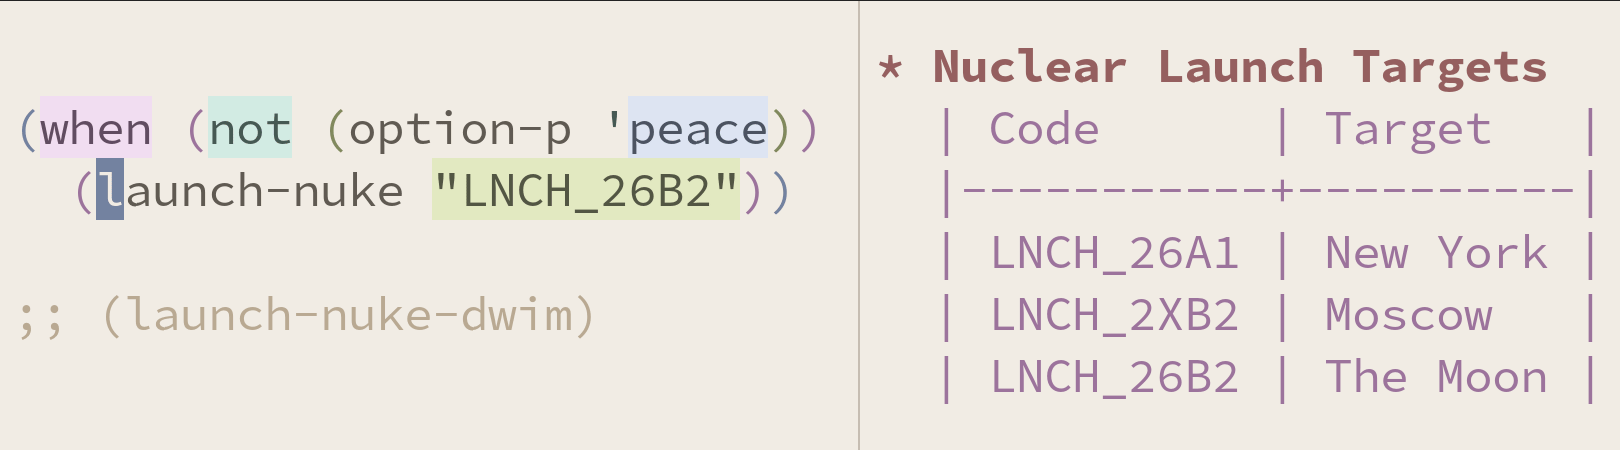 (when (not (option-p 'peace))
  (launch-nuke "LNCH_26B2"))
;; (launch-nuke-dwim)
* Nuclear Launch Targets
| Code      | Target   |
|-----------+----------|
| LNCH_26A1 | New York |
| LNCH_2XB2 | Moscow   |
| LNCH_26B2 | The Moon |